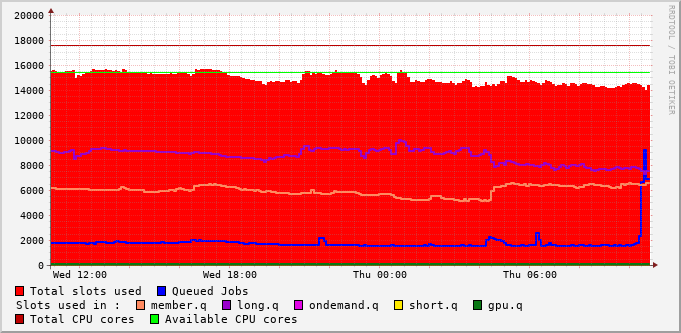 20000
18000
16000
14000
12000
10000
8000
6000
4000
2000
0
Wed 12:00 Wed 18:00 Thu 00:00 Thu 06:00
Total slots used Queued Jobs
Slots used in : member.q long.q ondemand.q short.q gpu.q
Total CPU cores Available CPU cores
RRDTOOL / TOBI OETIKER